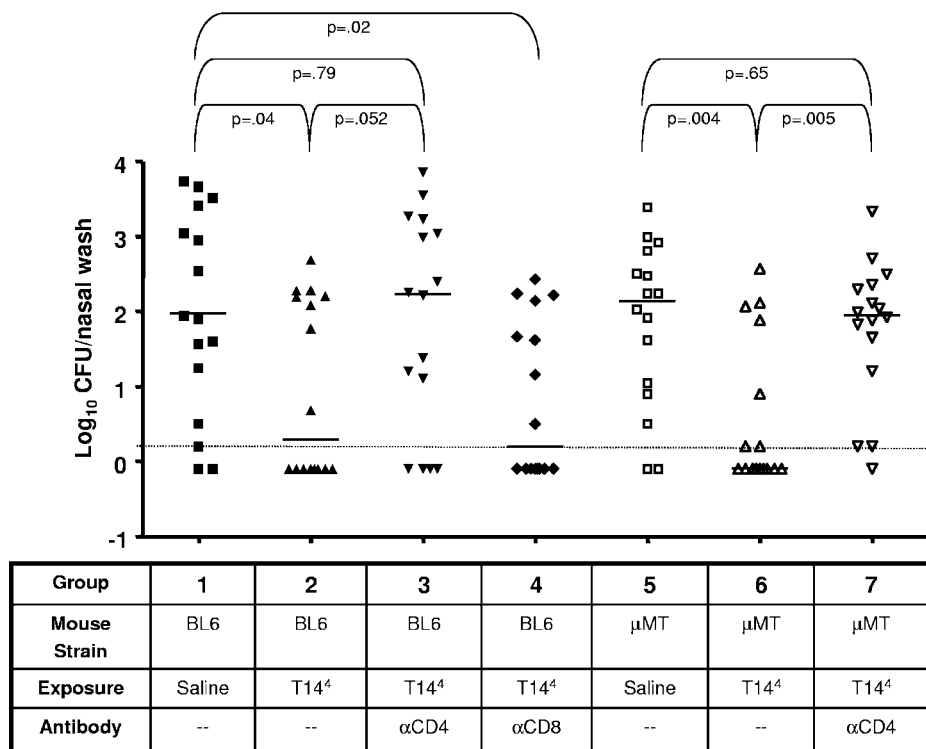 p=.02
p=.79
p=.65
p=.04
p=.052
p=.004
p=.005
Log₁₀ CFU/nasal wash
4
3
2
1
0
-1
Group 1 2 3 4 5 6 7
Mouse Strain BL6 BL6 BL6 BL6 μMT μMT μMT
Exposure Saline T14⁴ T14⁴ T14⁴ Saline T14⁴ T14⁴
Antibody -- -- αCD4 αCD8 -- -- αCD4